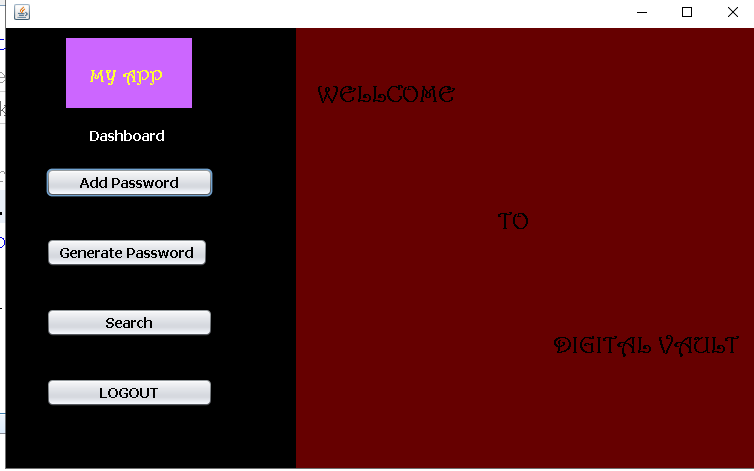 MY APP
Dashboard
Add Password
Generate Password
Search
LOGOUT
WELLCOME
TO
DIGITAL VAULT